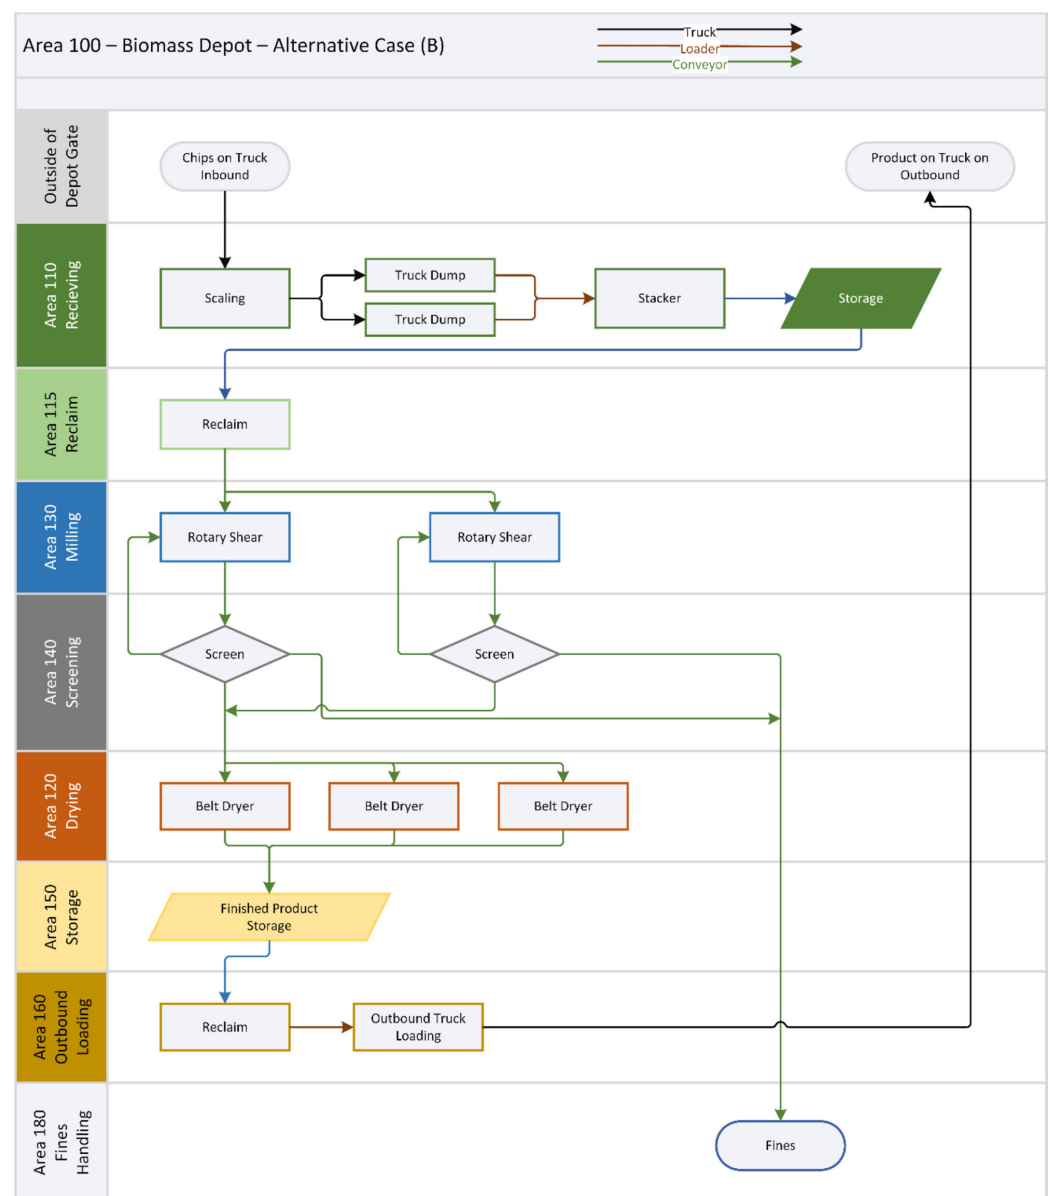 Area 100 – Biomass Depot – Alternative Case (B)
Truck
Loader
Conveyor
Outside of
Depot Gate
Chips on Truck
Inbound
Product on Truck on
Outbound
Area 110
Recieving
Scaling
Truck Dump
Truck Dump
Stacker
Storage
Area 115
Reclaim
Reclaim
Area 130
Milling
Rotary Shear
Rotary Shear
Area 140
Screening
Screen
Screen
Area 120
Drying
Belt Dryer
Belt Dryer
Belt Dryer
Area 150
Storage
Finished Product
Storage
Area 160
Outbound
Loading
Reclaim
Outbound Truck
Loading
Area 180
Fines
Handling
Fines